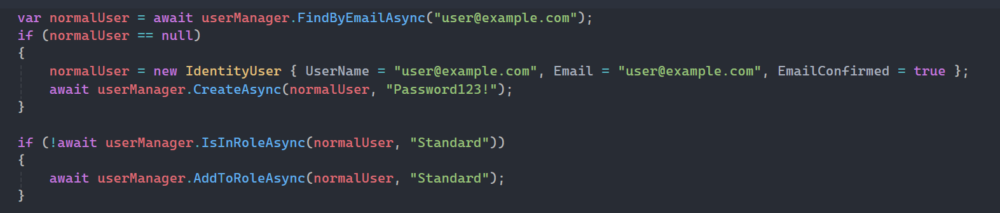 var normalUser = await userManager.FindByEmailAsync("user@example.com");
if (normalUser == null)
{
    normalUser = new IdentityUser { UserName = "user@example.com", Email = "user@example.com", EmailConfirmed = true };
    await userManager.CreateAsync(normalUser, "Password123!");
}

if (!await userManager.IsInRoleAsync(normalUser, "Standard"))
{
    await userManager.AddToRoleAsync(normalUser, "Standard");
}